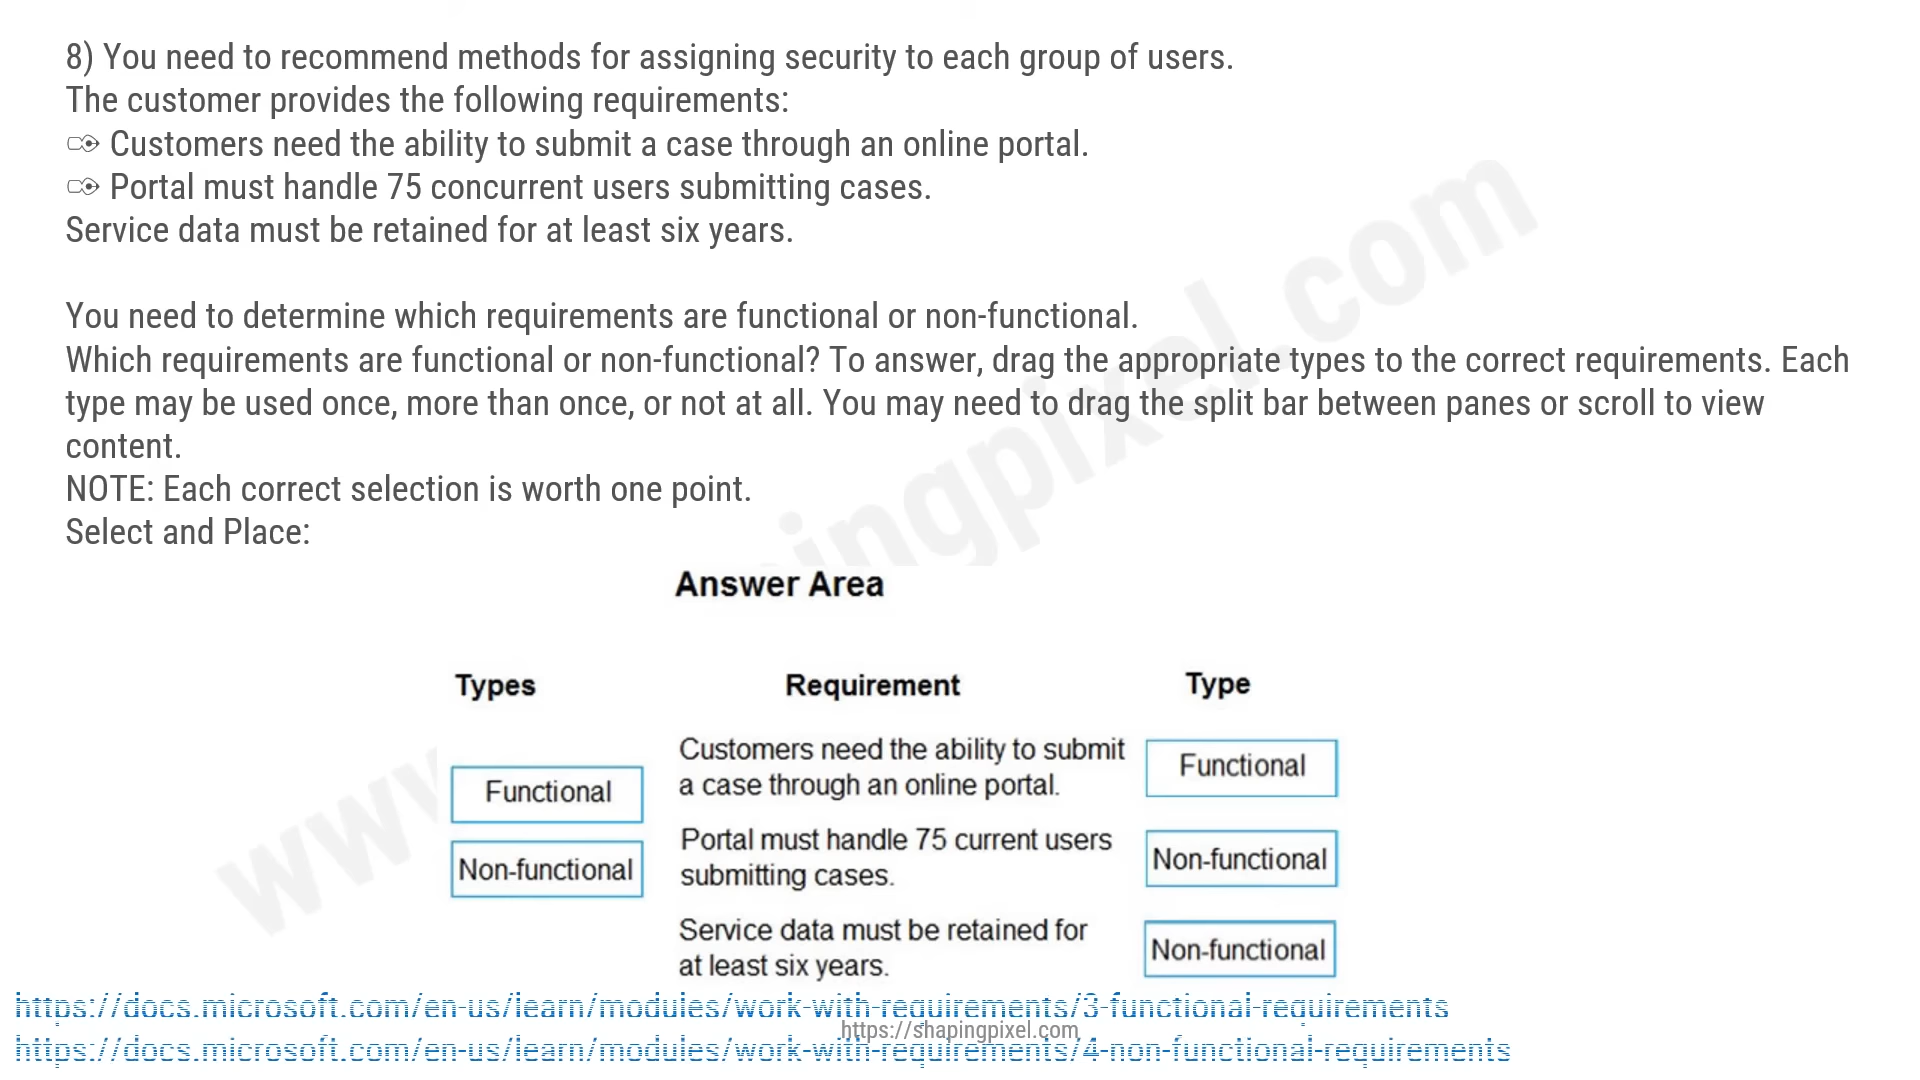 8) You need to recommend methods for assigning security to each group of users.
The customer provides the following requirements:
Customers need the ability to submit a case through an online portal.
Portal must handle 75 concurrent users submitting cases.
Service data must be retained for at least six years.
You need to determine which requirements are functional or non-functional.
Which requirements are functional or non-functional? To answer, drag the appropriate types to the correct requirements. Each
type may be used once, more than once, or not at all. You may need to drag the split bar between panes or scroll to view
content.
NOTE: Each correct selection is worth one point.
Select and Place:
Answer Area
Types Requirement Type
Customers need the ability to submit
a case through an online portal.
Functional
Functional
Portal must handle 75 current users
submitting cases.
Non-functional
Non-functional
Service data must be retained for
at least six years.
Non-functional
https://docs.microsoft.com/en-us/learn/modules/work-with-requirements/3-functional-requirements
https://shapingpixel.com
https://docs.microsoft.com/en-us/learn/modules/work-with-requirements/4-non-functional-requirements